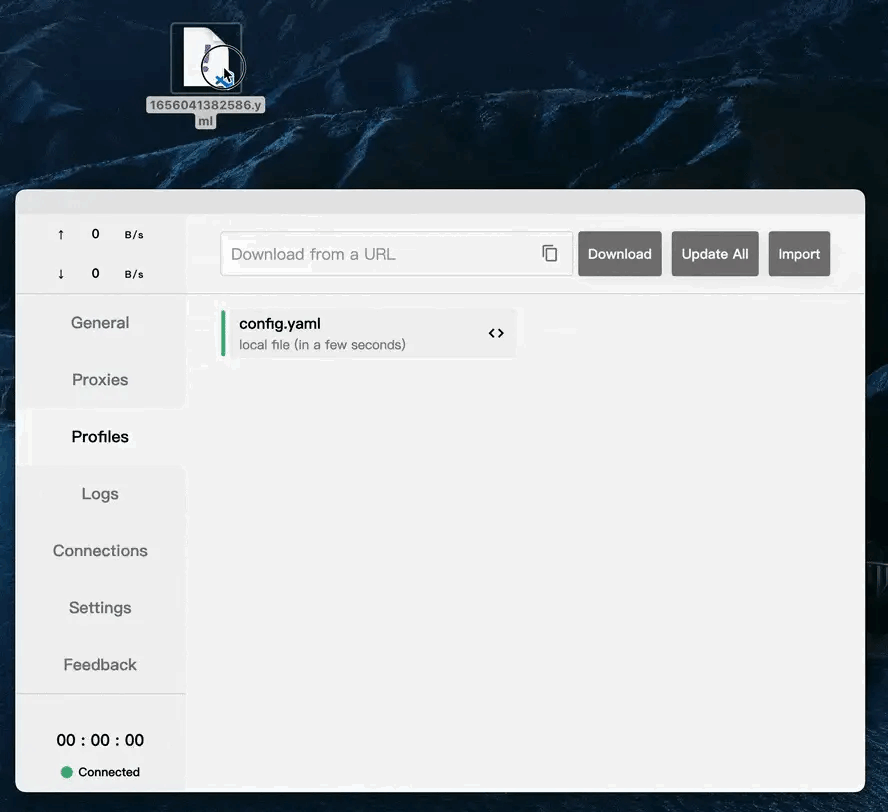 1656041382586.y
ml
↑ 0 B/s
↓ 0 B/s
Download from a URL
Download
Update All
Import
General
Proxies
Profiles
Logs
Connections
Settings
Feedback
config.yaml
local file (in a few seconds)
00 : 00 : 00
Connected